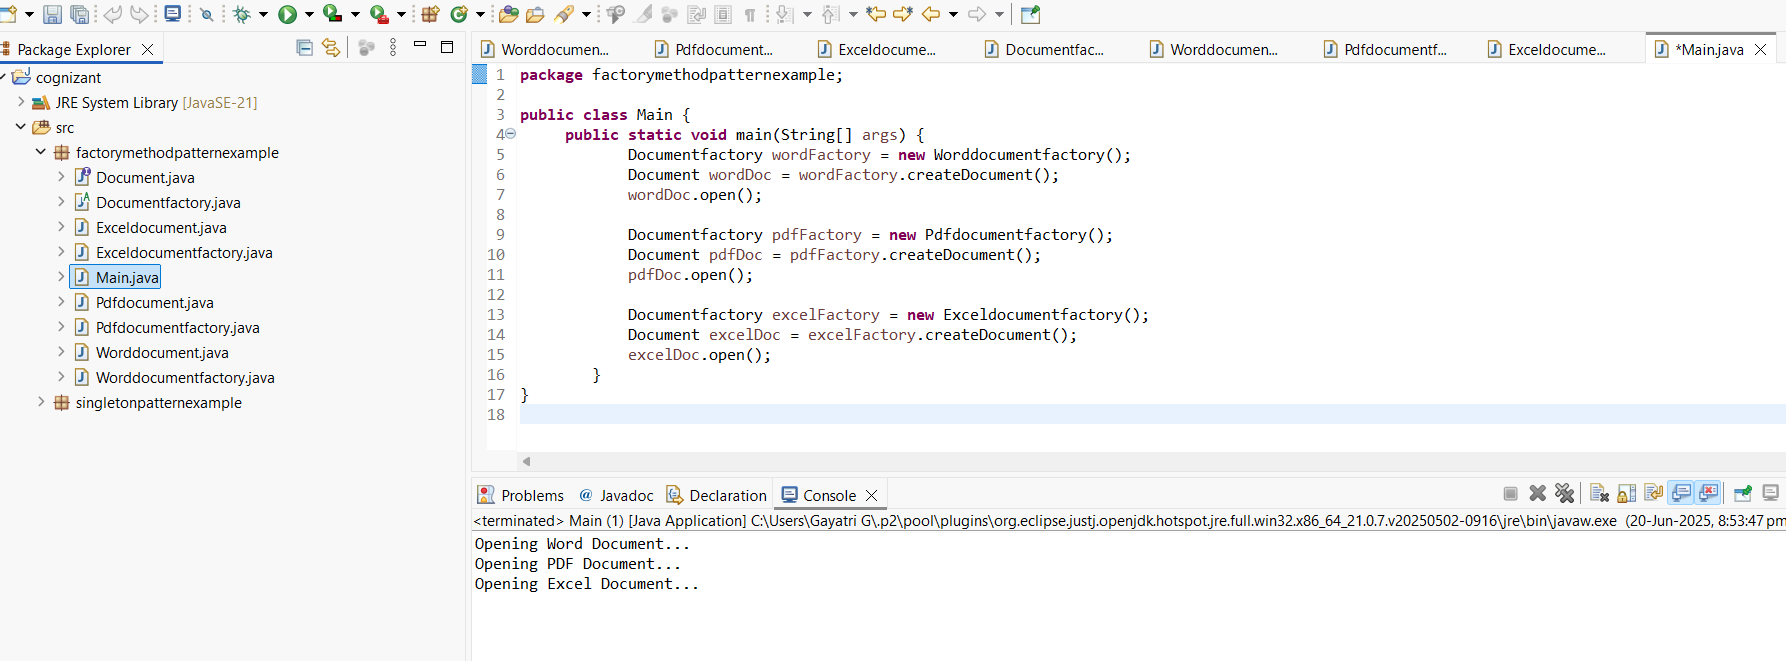 Package Explorer
cognizant
JRE System Library [JavaSE-21]
src
factorymethodpatternexample
Document.java
Documentfactory.java
Exceldocument.java
Exceldocumentfactory.java
Main.java
Pdfdocument.java
Pdfdocumentfactory.java
Worddocument.java
Worddocumentfactory.java
singletonpatternexample
Worddocumen... Pdfdocument... Exceldocume... Documentfac... Worddocumen... Pdfdocumentf... Exceldocume... *Main.java
1 package factorymethodpatternexample;
2
3 public class Main {
4 public static void main(String[] args) {
5 Documentfactory wordFactory = new Worddocumentfactory();
6 Document wordDoc = wordFactory.createDocument();
7 wordDoc.open();
8
9 Documentfactory pdfFactory = new Pdfdocumentfactory();
10 Document pdfDoc = pdfFactory.createDocument();
11 pdfDoc.open();
12
13 Documentfactory excelFactory = new Exceldocumentfactory();
14 Document excelDoc = excelFactory.createDocument();
15 excelDoc.open();
16 }
17 }
18
Problems @ Javadoc Declaration Console
<terminated> Main (1) [Java Application] C:\Users\Gayatri G\.p2\pool\plugins\org.eclipse.justj.openjdk.hotspot.jre.full.win32.x86_64_21.0.7.v20250502-0916\jre\bin\javaw.exe (20-Jun-2025, 8:53:47 pm
Opening Word Document...
Opening PDF Document...
Opening Excel Document...